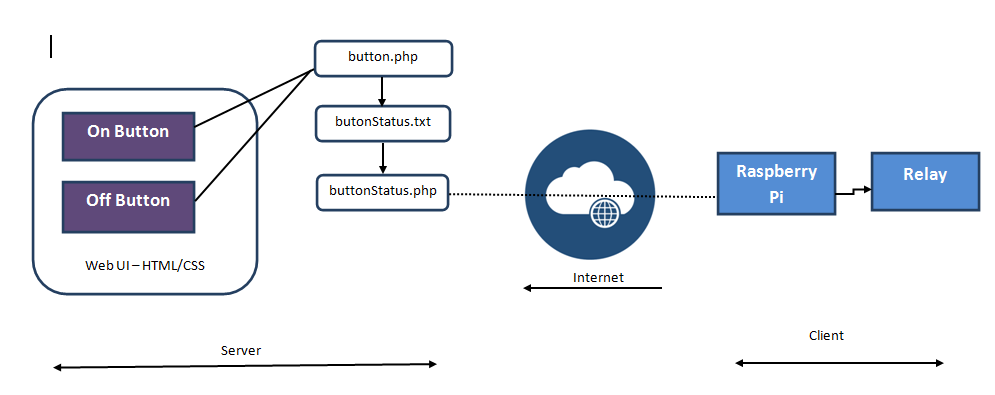 button.php
On Button
Off Button
Web UI – HTML/CSS
butonStatus.txt
buttonStatus.php
Internet
Raspberry
Pi
Relay
Server
Client